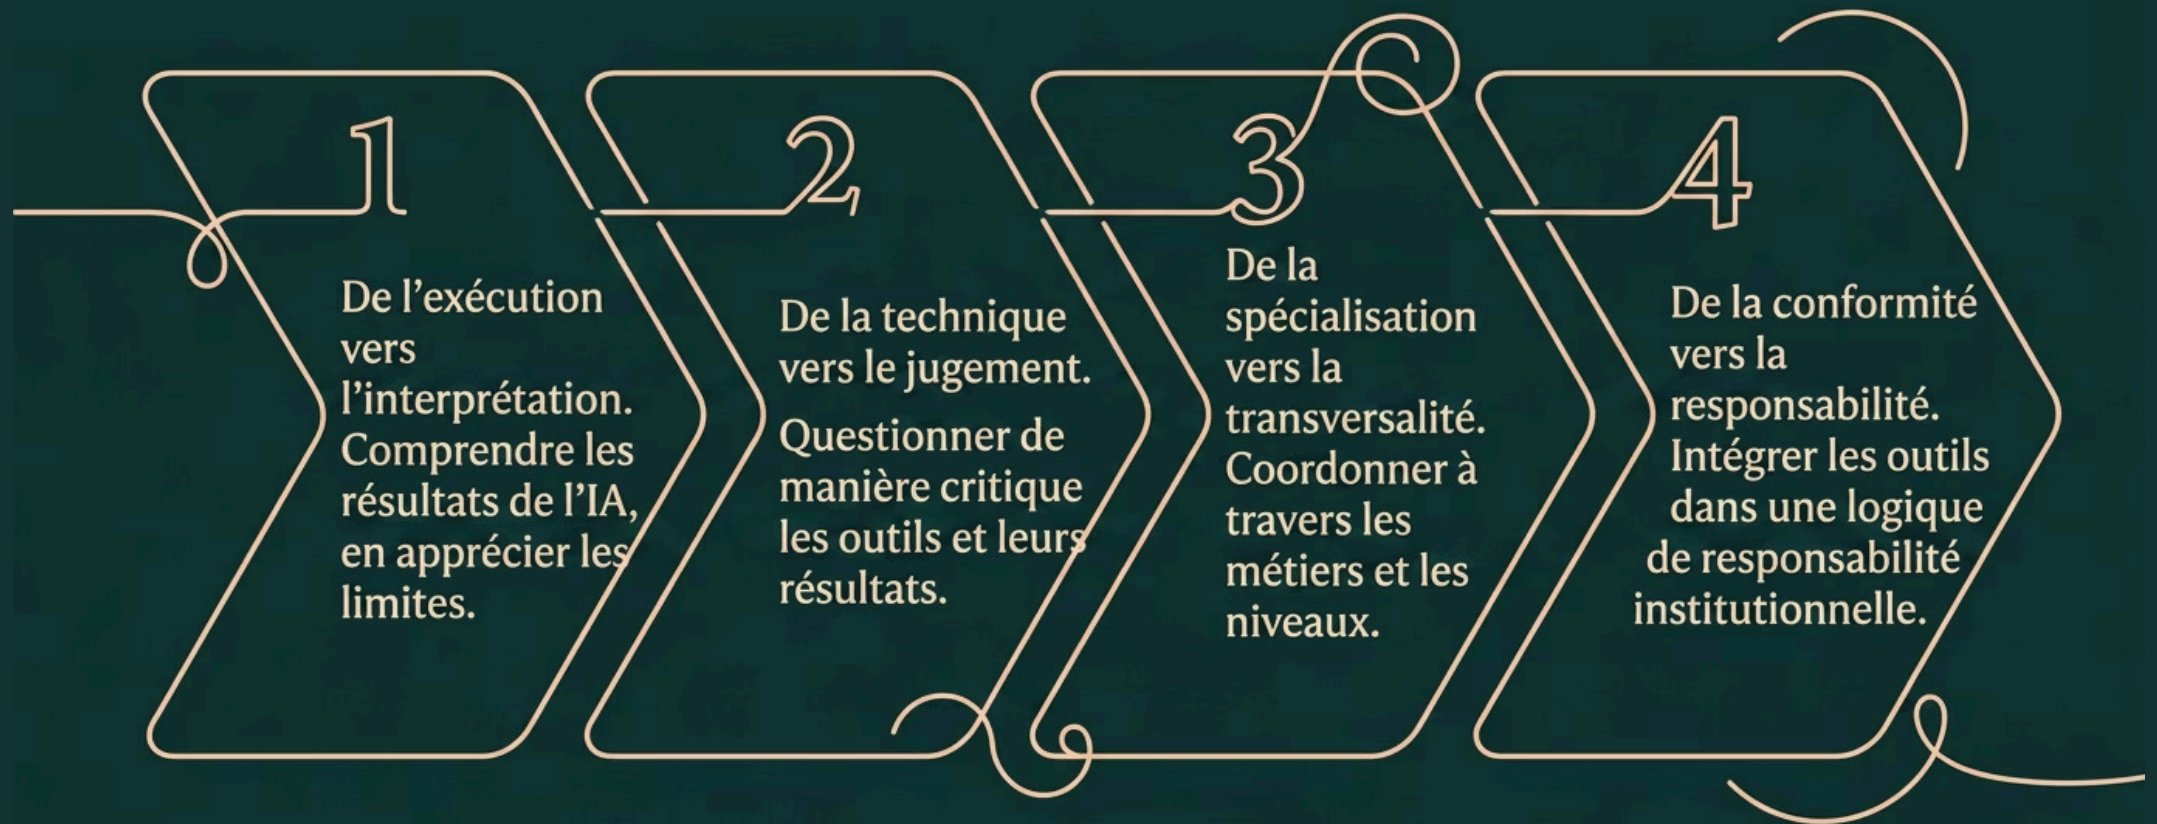 1
De l’exécution
vers
l’interprétation.
Comprendre les
résultats de l’IA,
en apprécier les
limites.
2
De la technique
vers le jugement.
Questionner de
manière critique
les outils et leurs
résultats.
3
De la
spécialisation
vers la
transversalité.
Coordonner à
travers les
métiers et les
niveaux.
4
De la conformité
vers la
responsabilité.
Intégrer les outils
dans une logique
de responsabilité
institutionnelle.